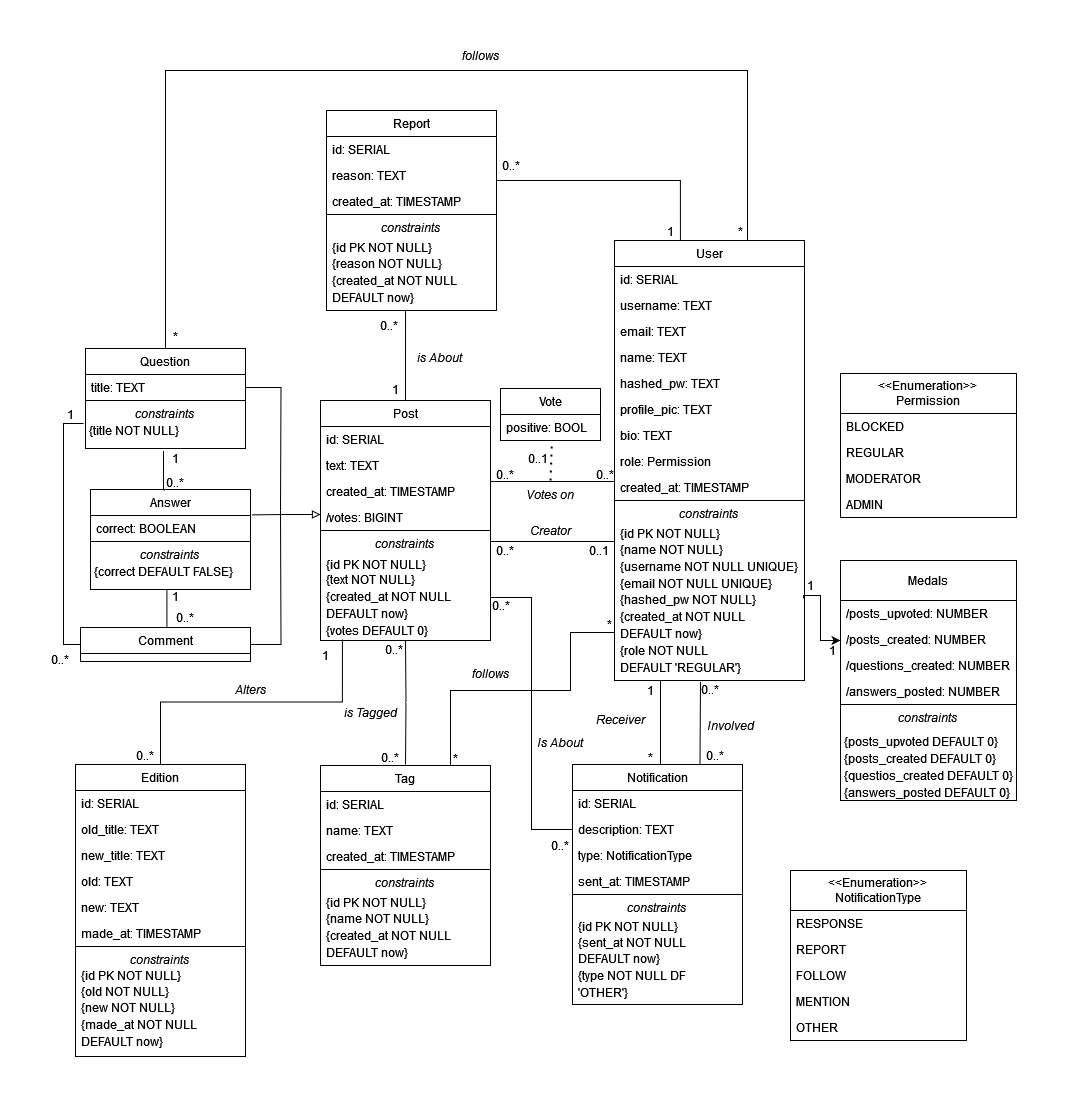 follows
Report
id: SERIAL
reason: TEXT
created_at: TIMESTAMP
constraints
{id PK NOT NULL}
{reason NOT NULL}
{created_at NOT NULL
DEFAULT now}
0..*
1
*
0..*
is About
1
*
Question
title: TEXT
constraints
{title NOT NULL}
1
1
0..*
Answer
correct: BOOLEAN
constraints
{correct DEFAULT FALSE}
1
0..*
Comment
0..*
Post
id: SERIAL
text: TEXT
created_at: TIMESTAMP
/votes: BIGINT
constraints
{id PK NOT NULL}
{text NOT NULL}
{created_at NOT NULL
DEFAULT now}
{votes DEFAULT 0}
Vote
positive: BOOL
0..1
0..*
0..*
Votes on
Creator
0..*
0..1
User
id: SERIAL
username: TEXT
email: TEXT
name: TEXT
hashed_pw: TEXT
profile_pic: TEXT
bio: TEXT
role: Permission
created_at: TIMESTAMP
constraints
{id PK NOT NULL}
{name NOT NULL}
{username NOT NULL UNIQUE}
{email NOT NULL UNIQUE}
{hashed_pw NOT NULL}
{created_at NOT NULL
DEFAULT now}
{role NOT NULL
DEFAULT 'REGULAR'}
<<Enumeration>>
Permission
BLOCKED
REGULAR
MODERATOR
ADMIN
1
1
Medals
/posts_upvoted: NUMBER
/posts_created: NUMBER
/questions_created: NUMBER
/answers_posted: NUMBER
constraints
{posts_upvoted DEFAULT 0}
{posts_created DEFAULT 0}
{questios_created DEFAULT 0}
{answers_posted DEFAULT 0}
0..*
*
follows
*
1
Alters
0..*
0..*
is Tagged
0..*
Is About
0..*
1
Receiver
*
0..*
Involved
0..*
Edition
id: SERIAL
old_title: TEXT
new_title: TEXT
old: TEXT
new: TEXT
made_at: TIMESTAMP
constraints
{id PK NOT NULL}
{old NOT NULL}
{new NOT NULL}
{made_at NOT NULL
DEFAULT now}
Tag
id: SERIAL
name: TEXT
created_at: TIMESTAMP
constraints
{id PK NOT NULL}
{name NOT NULL}
{created_at NOT NULL
DEFAULT now}
Notification
id: SERIAL
description: TEXT
type: NotificationType
sent_at: TIMESTAMP
constraints
{id PK NOT NULL}
{sent_at NOT NULL
DEFAULT now}
{type NOT NULL DF
'OTHER'}
<<Enumeration>>
NotificationType
RESPONSE
REPORT
FOLLOW
MENTION
OTHER